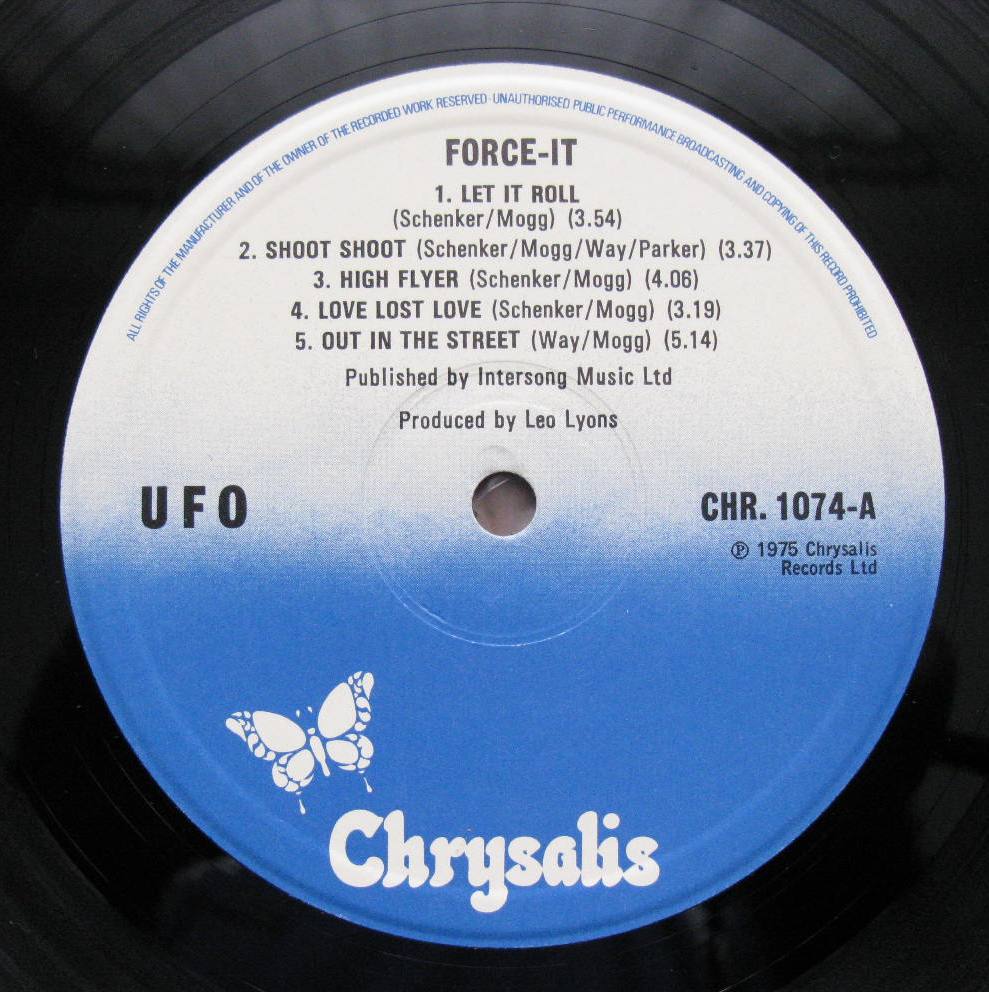 ALL RIGHTS OF THE MANUFACTURER AND OF THE OWNER OF THE RECORDED WORK RESERVED · UNAUTHORISED PUBLIC PERFORMANCE BROADCASTING AND COPYING OF THIS RECORD PROHIBITED
FORCE-IT
1. LET IT ROLL
(Schenker/Mogg) (3.54)
2. SHOOT SHOOT (Schenker/Mogg/Way/Parker) (3.37)
3. HIGH FLYER (Schenker/Mogg) (4.06)
4. LOVE LOST LOVE (Schenker/Mogg) (3.19)
5. OUT IN THE STREET (Way/Mogg) (5.14)
Published by Intersong Music Ltd
Produced by Leo Lyons
UFO
CHR. 1074-A
℗ 1975 Chrysalis
Records Ltd
Chrysalis